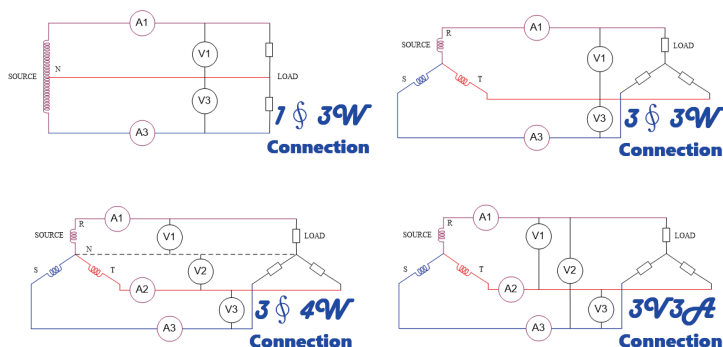 A1
V1
SOURCE
N
LOAD
V3
A3
1 ∮ 3W
Connection
R
A1
LOAD
SOURCE
V1
S
T
V3
A3
3 ∮ 3W
Connection
A1
R
SOURCE
V1
LOAD
N
S
T
V2
A2
V3
A3
3 ∮ 4W
Connection
A1
R
SOURCE
V1
LOAD
S
T
V2
A2
V3
A3
3V3A
Connection